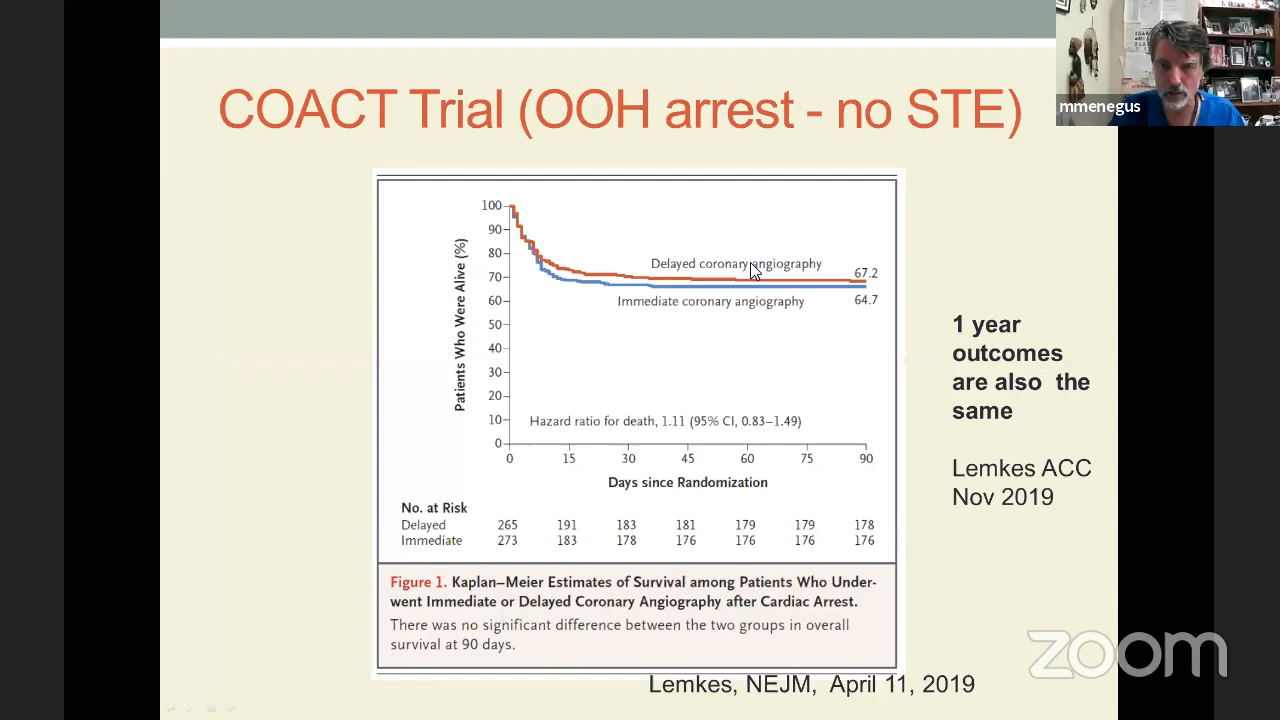 COACT Trial (OOH arrest - no STE)
mmenegus
100
90
80
70
60
50
40
30
20
10
0
Patients Who Were Alive (%)
Delayed coronary angiography
67.2
Immediate coronary angiography
64.7
Hazard ratio for death, 1.11 (95% CI, 0.83–1.49)
0 15 30 45 60 75 90
Days since Randomization
No. at Risk
Delayed 265 191 183 181 179 179 178
Immediate 273 183 178 176 176 176 176
Figure 1. Kaplan–Meier Estimates of Survival among Patients Who Under-
went Immediate or Delayed Coronary Angiography after Cardiac Arrest.
There was no significant difference between the two groups in overall
survival at 90 days.
1 year
outcomes
are also the
same
Lemkes ACC
Nov 2019
Lemkes, NEJM, April 11, 2019
zoom